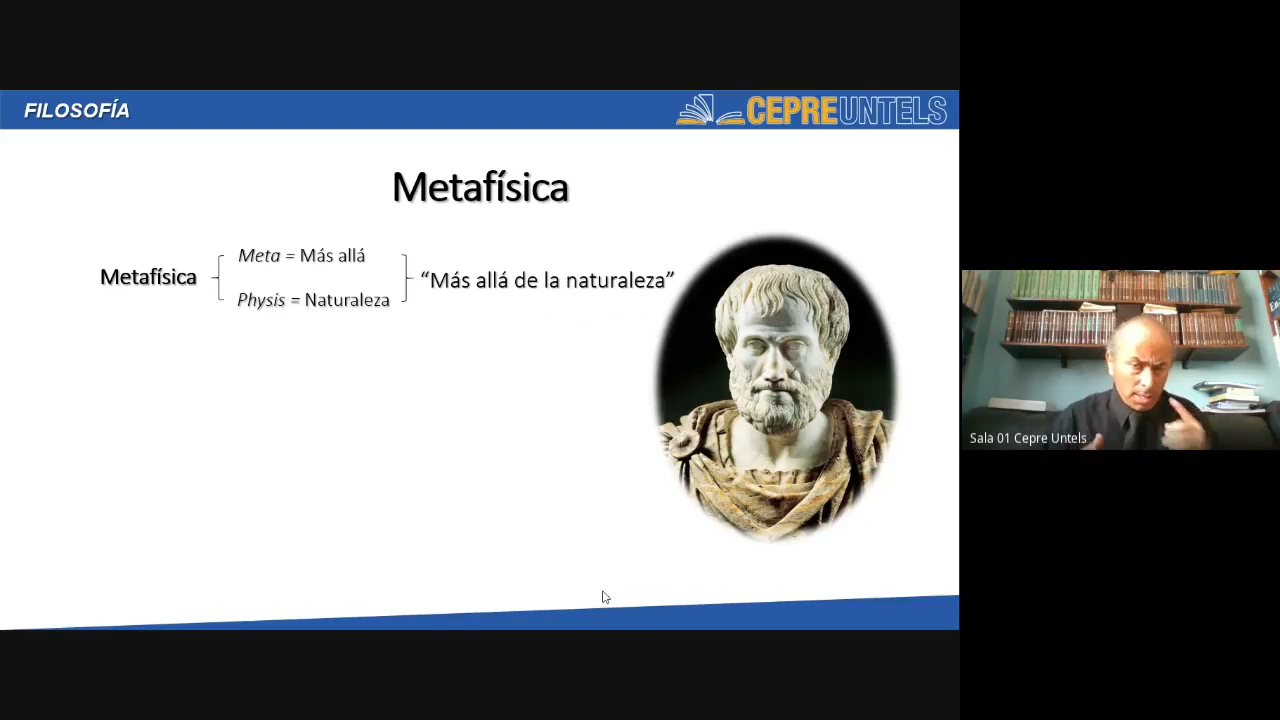 FILOSOFÍA
CEPREUNTELS
Metafísica
Metafísica
Meta = Más allá
Physis = Naturaleza
“Más allá de la naturaleza”
Sala 01 Cepre Untels